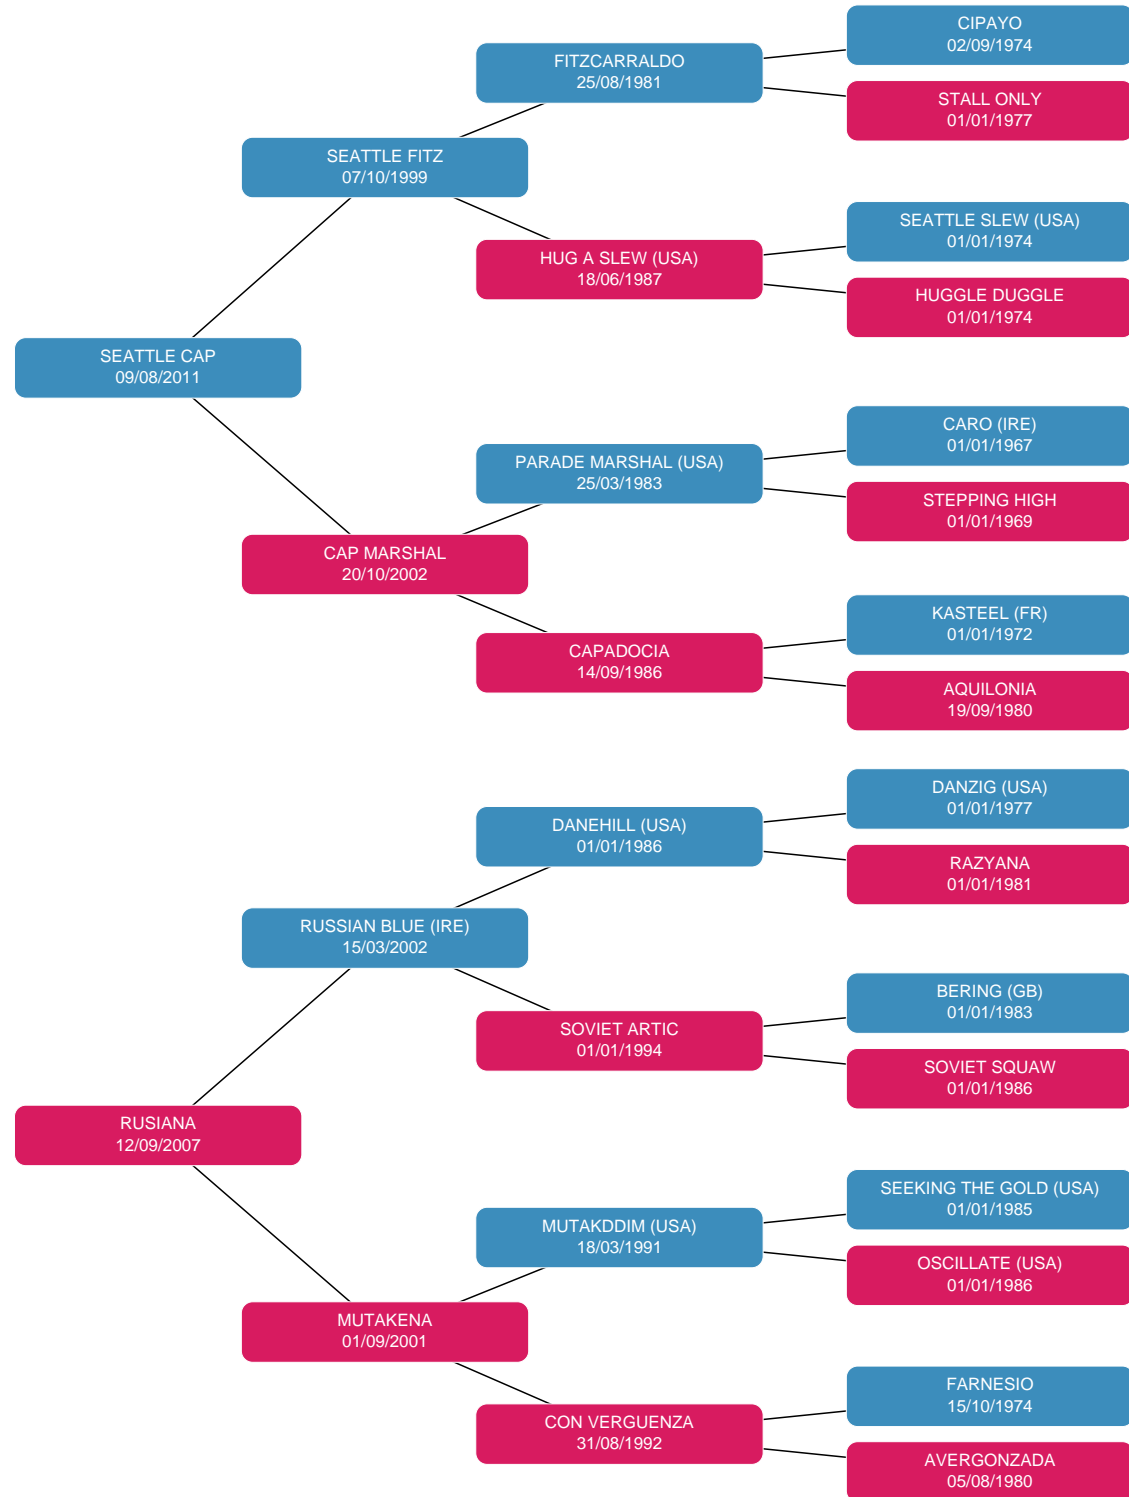 CIPAYO
02/09/1974
FITZCARRALDO
25/08/1981
STALL ONLY
01/01/1977
SEATTLE FITZ
07/10/1999
SEATTLE SLEW (USA)
01/01/1974
HUG A SLEW (USA)
18/06/1987
HUGGLE DUGGLE
01/01/1974
SEATTLE CAP
09/08/2011
CARO (IRE)
01/01/1967
PARADE MARSHAL (USA)
25/03/1983
STEPPING HIGH
01/01/1969
CAP MARSHAL
20/10/2002
KASTEEL (FR)
01/01/1972
CAPADOCIA
14/09/1986
AQUILONIA
19/09/1980
DANZIG (USA)
01/01/1977
DANEHILL (USA)
01/01/1986
RAZYANA
01/01/1981
RUSSIAN BLUE (IRE)
15/03/2002
BERING (GB)
01/01/1983
SOVIET ARTIC
01/01/1994
SOVIET SQUAW
01/01/1986
RUSIANA
12/09/2007
SEEKING THE GOLD (USA)
01/01/1985
MUTAKDDIM (USA)
18/03/1991
OSCILLATE (USA)
01/01/1986
MUTAKENA
01/09/2001
FARNESIO
15/10/1974
CON VERGUENZA
31/08/1992
AVERGONZADA
05/08/1980